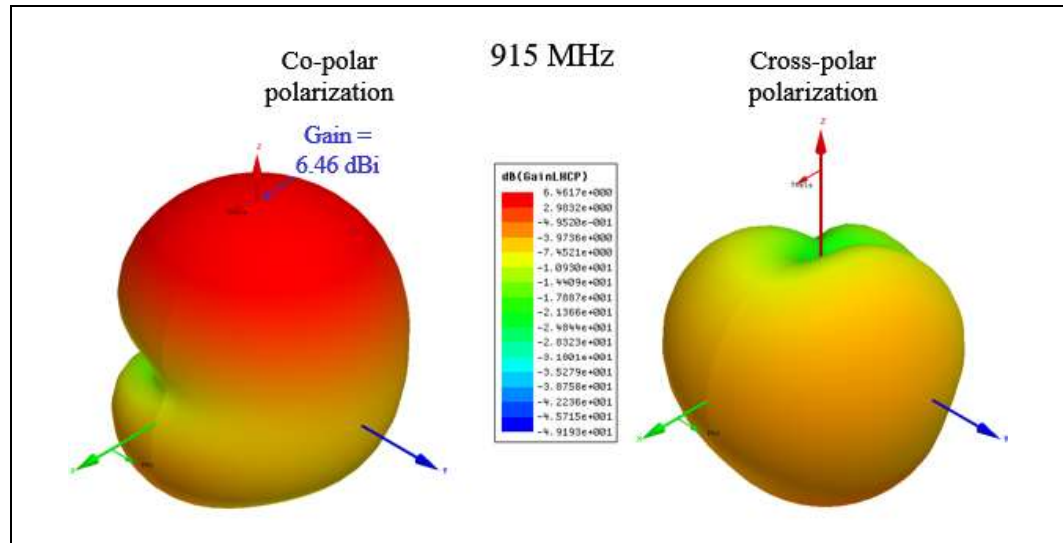 915 MHz
Co-polar
polarization
Gain =
6.46 dBi
Cross-polar
polarization
Z
Z
dB(GainLHCP)
6.4617e+000
2.9832e+000
-4.9520e-001
-3.9736e+000
-7.4521e+000
-1.0930e+001
-1.4409e+001
-1.7887e+001
-2.1366e+001
-2.4844e+001
-2.8323e+001
-3.1801e+001
-3.5279e+001
-3.8758e+001
-4.2236e+001
-4.5715e+001
-4.9193e+001
X
Phi
Y
X
Phi
Y